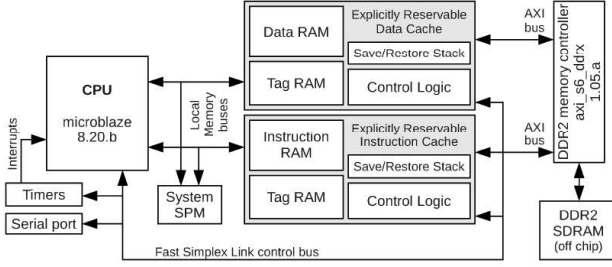 CPU
microblaze
8.20.b
Interrupts
Timers
Serial port
Local
Memory
buses
System
SPM
Data RAM
Tag RAM
Explicitly Reservable
Data Cache
Save/Restore Stack
Control Logic
Instruction
RAM
Tag RAM
Explicitly Reservable
Instruction Cache
Save/Restore Stack
Control Logic
Fast Simplex Link control bus
AXI
bus
AXI
bus
DDR2 memory controller
axi_s6_ddrx
1.05.a
DDR2
SDRAM
(off chip)